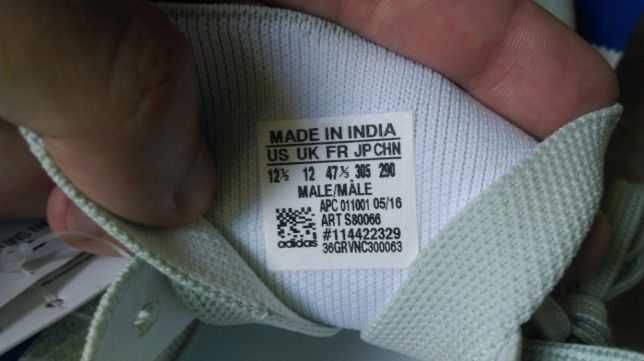 MADE IN INDIA
US UK FR JP CHN
12½ 12 47⅓ 305 290
MALE/MÂLE
APC 011001 05/16
ART S80066
#114422329
adidas 36GRVNC300063